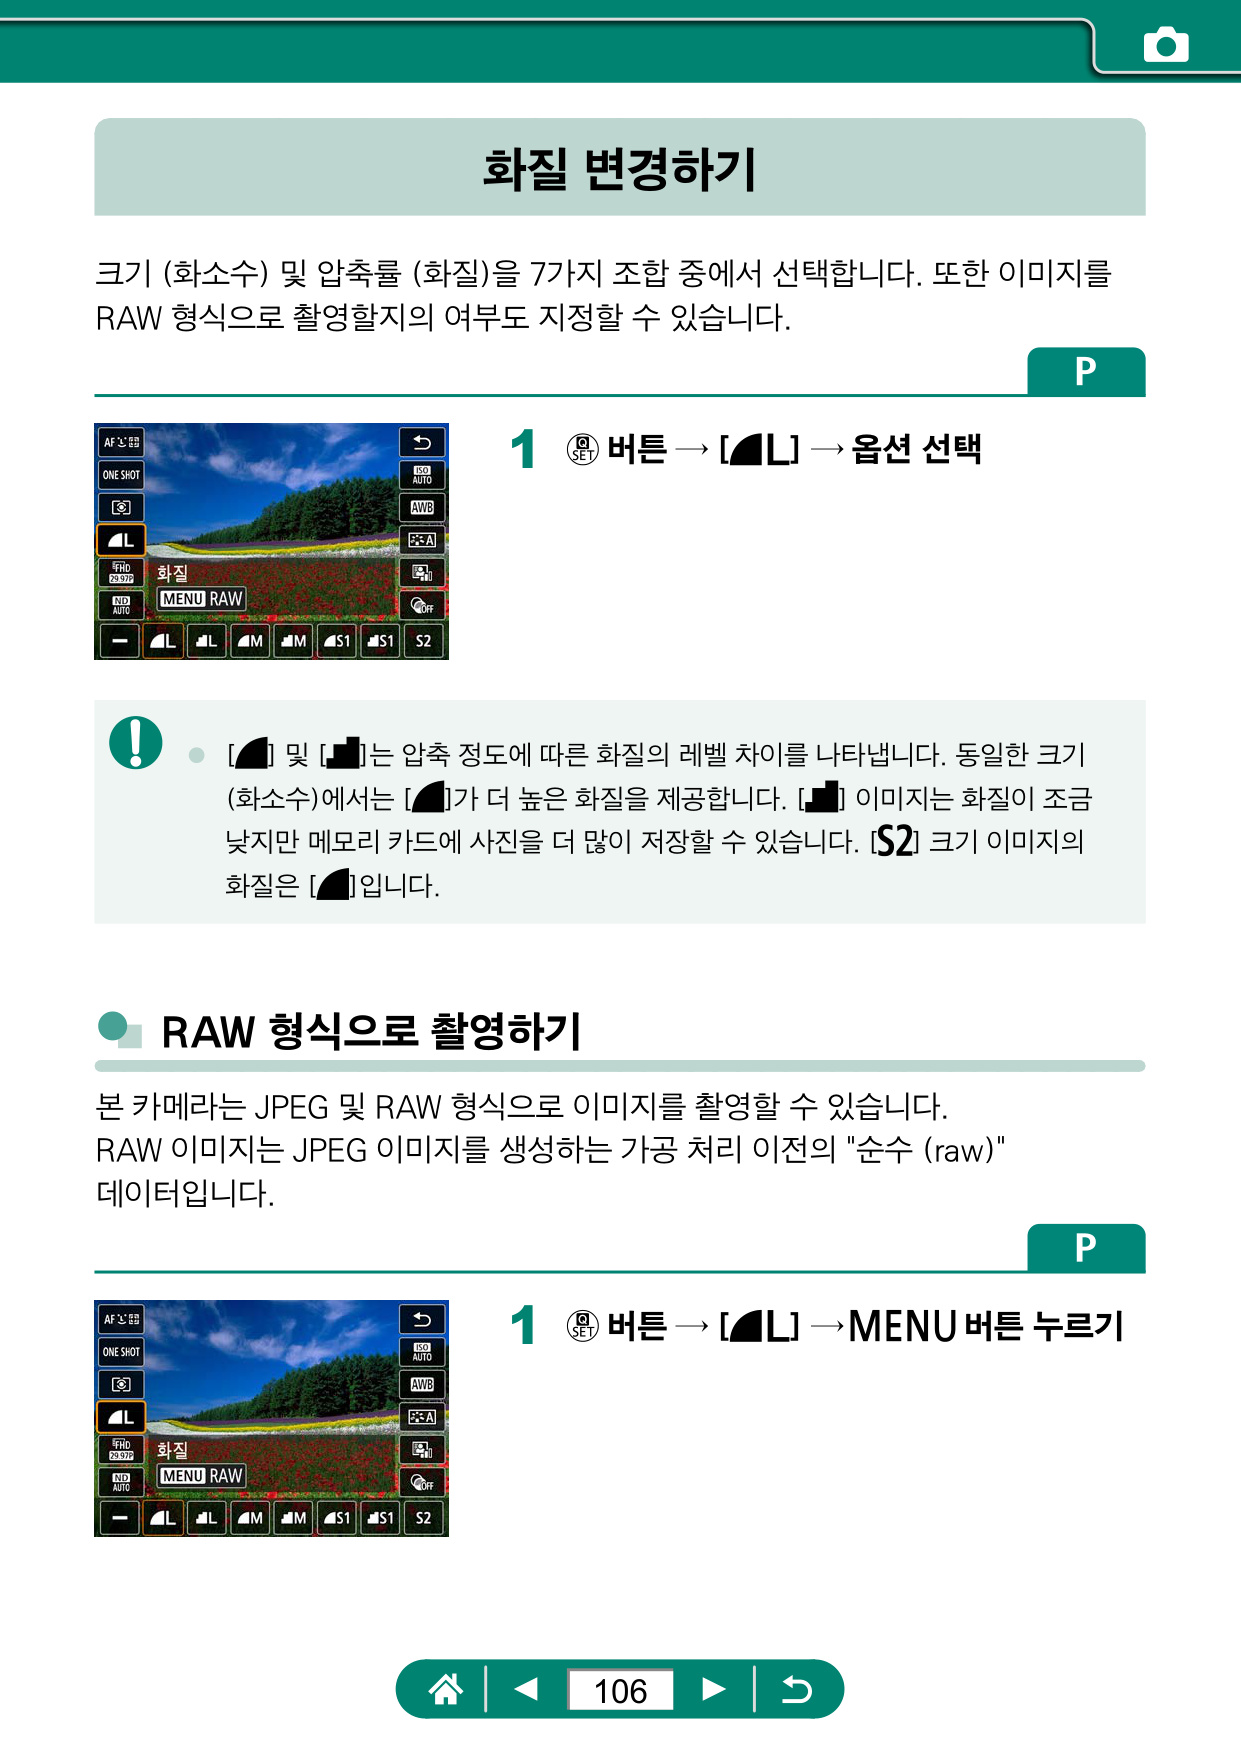 화질 변경하기
크기 (화소수) 및 압축률 (화질)을 7가지 조합 중에서 선택합니다. 또한 이미지를
RAW 형식으로 촬영할지의 여부도 지정할 수 있습니다.
P
AF
ONE SHOT
L
FHD
29.97P
ND
AUTO
화질
MENU RAW
ISO
AUTO
AWB
A
OFF
L L M M S1 S1 S2
1 Q SET 버튼 → [L] → 옵션 선택
[ ] 및 [ ]는 압축 정도에 따른 화질의 레벨 차이를 나타냅니다. 동일한 크기
(화소수)에서는 [ ]가 더 높은 화질을 제공합니다. [ ] 이미지는 화질이 조금
낮지만 메모리 카드에 사진을 더 많이 저장할 수 있습니다. [S2] 크기 이미지의
화질은 [ ]입니다.
RAW 형식으로 촬영하기
본 카메라는 JPEG 및 RAW 형식으로 이미지를 촬영할 수 있습니다.
RAW 이미지는 JPEG 이미지를 생성하는 가공 처리 이전의 "순수 (raw)"
데이터입니다.
P
AF
ONE SHOT
L
FHD
29.97P
ND
AUTO
화질
MENU RAW
ISO
AUTO
AWB
A
OFF
L L M M S1 S1 S2
1 Q SET 버튼 → [L] →MENU 버튼 누르기
106